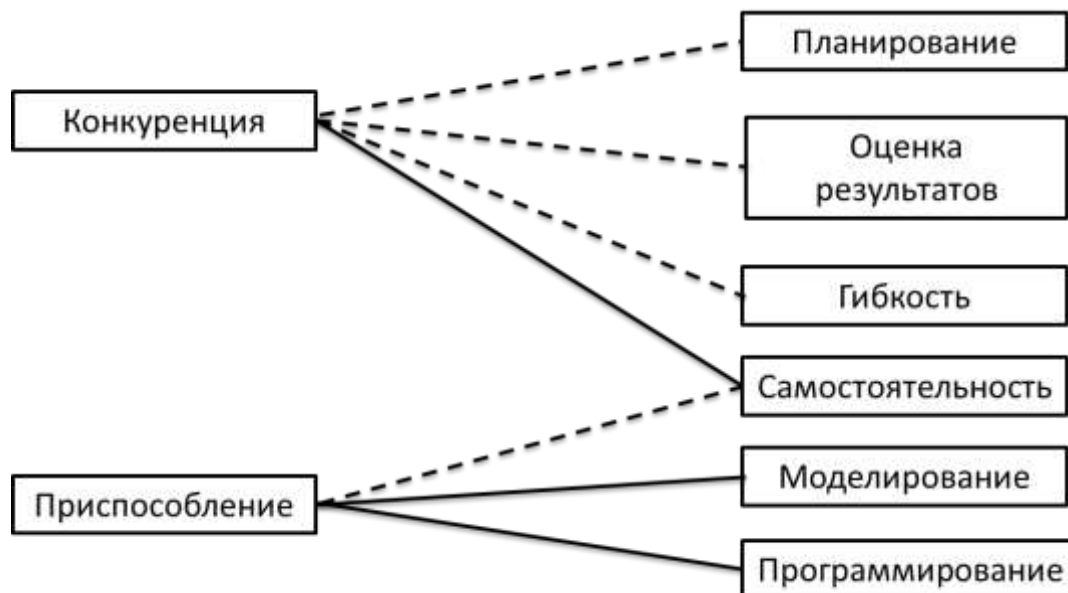 Планирование
Конкуренция
Оценка
результатов
Гибкость
Самостоятельность
Моделирование
Приспособление
Программирование